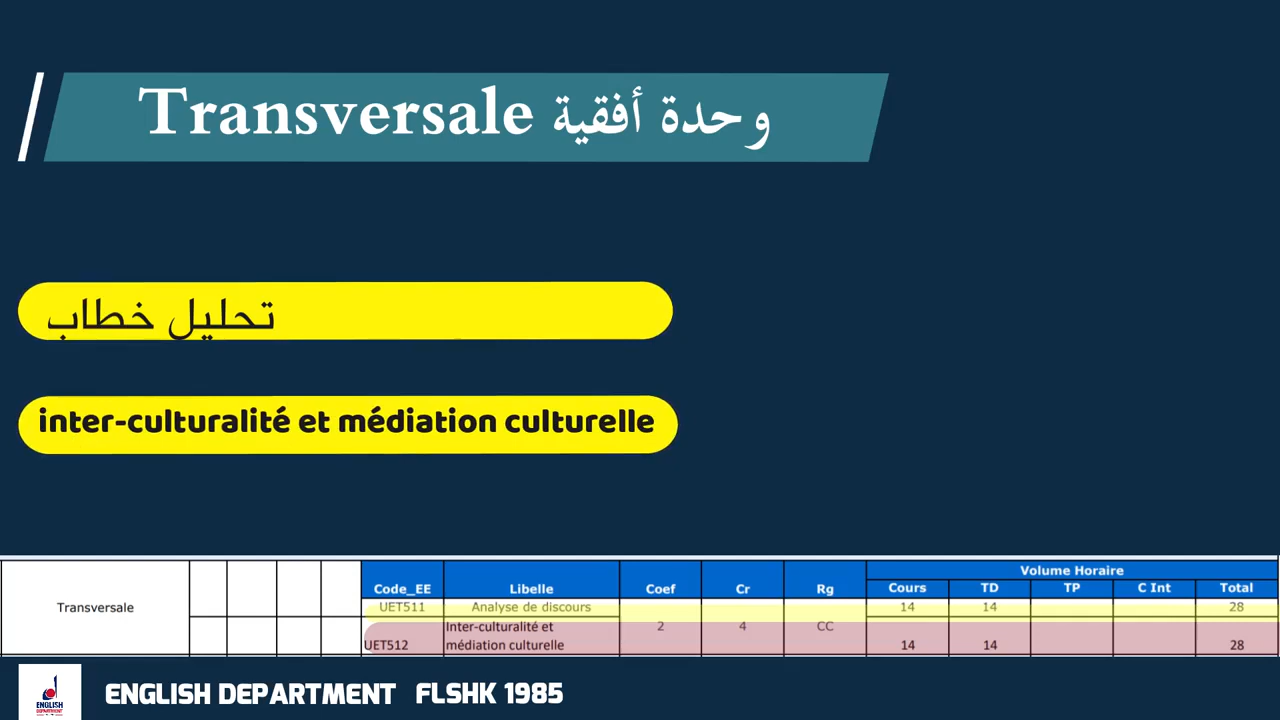 Transversale وحدة أفقية
تحليل خطاب
inter-culturalité et médiation culturelle
Volume Horaire
Code_EE Libelle Coef Cr Rg Cours TD TP C Int Total
Transversale
UET511 Analyse de discours 14 14 28
Inter-culturalité et 2 4 CC
UET512 médiation culturelle 14 14 28
ENGLISH DEPARTMENT FLSHK 1985
ENGLISH
DEPARTMENT